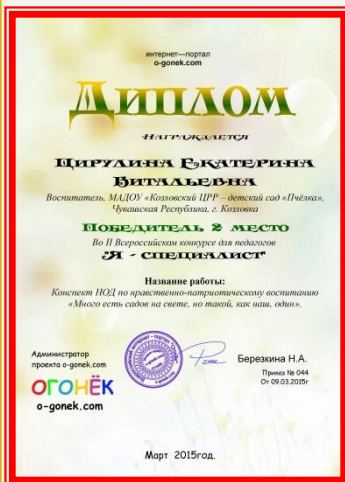 интернет—портал
o-gonek.com
ДИПЛОМ
НАГРАЖДАЕТСЯ
ЦИРУЛИНА ЕКАТЕРИНА
ВИТАЛЬЕВНА
Воспитатель, МАДОУ «Козловский ЦРР – детский сад «Пчёлка»,
Чувашская Республика, г. Козловка
ПОБЕДИТЕЛЬ 2 МЕСТО
Во II Всероссийском конкурсе для педагогов
"Я - СПЕЦИАЛИСТ"
Название работы:
Конспект НОД по нравственно-патриотическому воспитанию
«Много есть садов на свете, но такой, как наш, один».
Администратор
проекта o-gonek.com
Березкина Н.А.
Приказ № 044
От 09.03.2015г
ОГОНЁК
o-gonek.com
Март 2015год.